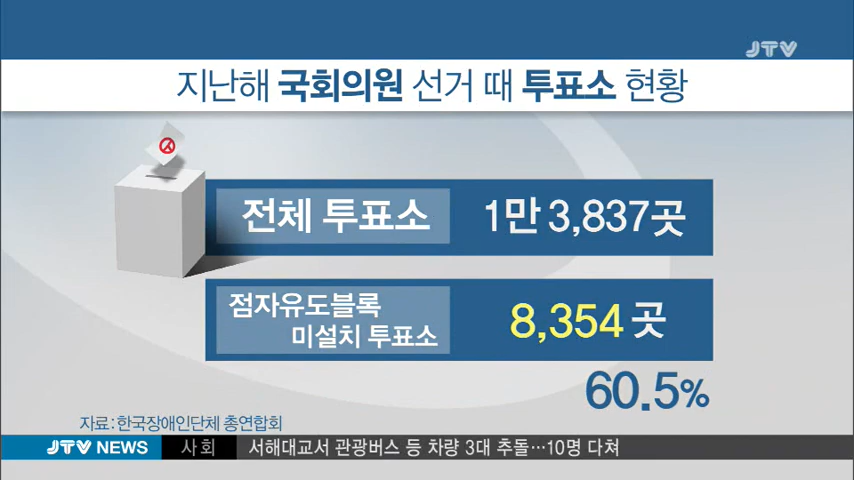 JTV
지난해 국회의원 선거 때 투표소 현황
전체 투표소 1만 3,837곳
점자유도블록
미설치 투표소
8,354 곳
60.5%
자료 : 한국장애인단체 총연합회
JTV NEWS 사회 서해대교서 관광버스 등 차량 3대 추돌…10명 다쳐